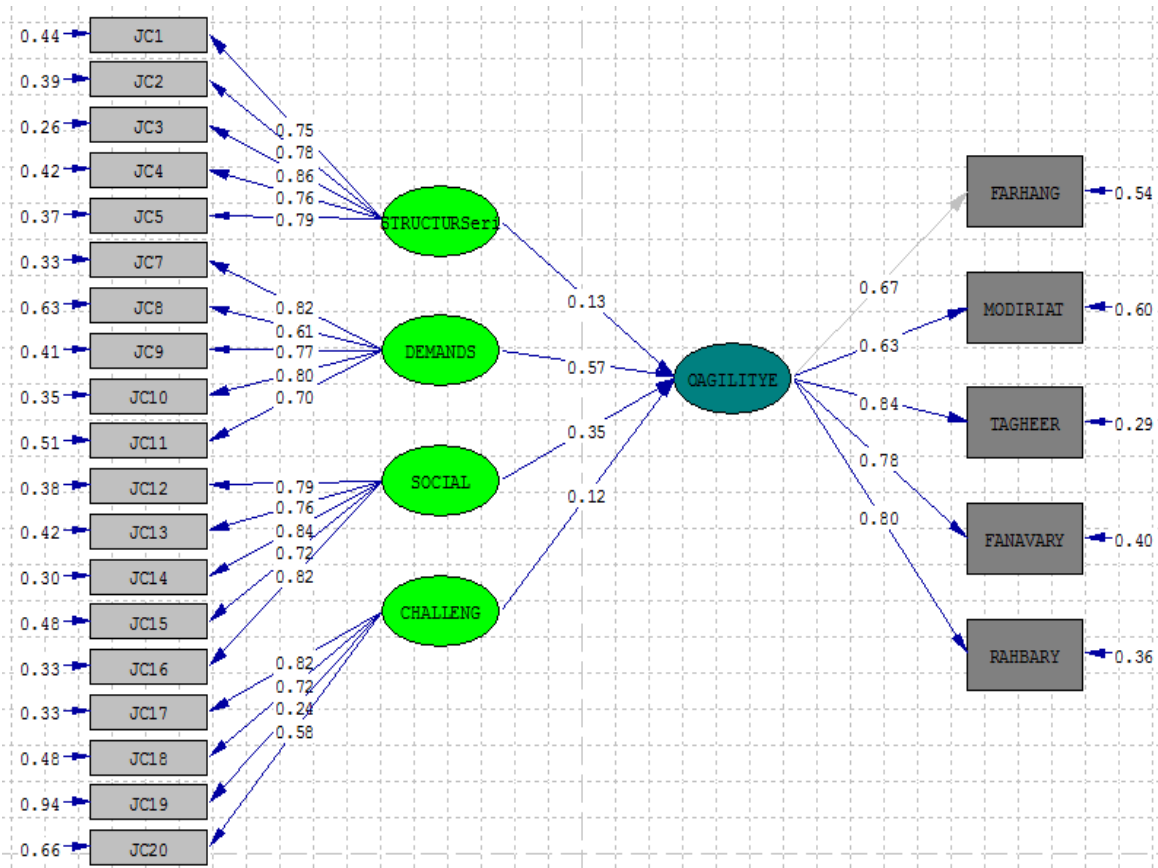 0.44 JC1
0.39 JC2
0.26 JC3
0.42 JC4
0.37 JC5
0.33 JC7
0.63 JC8
0.41 JC9
0.35 JC10
0.51 JC11
0.38 JC12
0.42 JC13
0.30 JC14
0.48 JC15
0.33 JC16
0.33 JC17
0.48 JC18
0.94 JC19
0.66 JC20
0.75
0.78
0.86
0.76
0.79
0.82
0.61
0.77
0.80
0.70
0.79
0.76
0.84
0.72
0.82
0.82
0.72
0.24
0.58
STRUCTURSeri
DEMANDS
SOCIAL
CHALLENG
0.13
0.57
0.35
0.12
OAGILITYE
0.67
0.63
0.84
0.78
0.80
FARHANG 0.54
MODIRIAT 0.60
TAGHEER 0.29
FANAVARY 0.40
RAHBARY 0.36